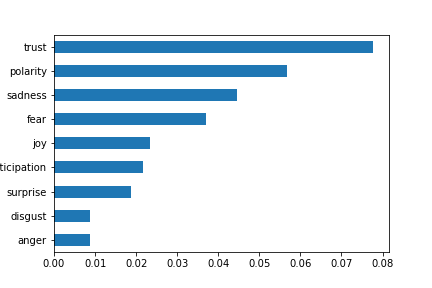 trust
polarity
sadness
fear
joy
ticipation
surprise
disgust
anger
0.00 0.01 0.02 0.03 0.04 0.05 0.06 0.07 0.08